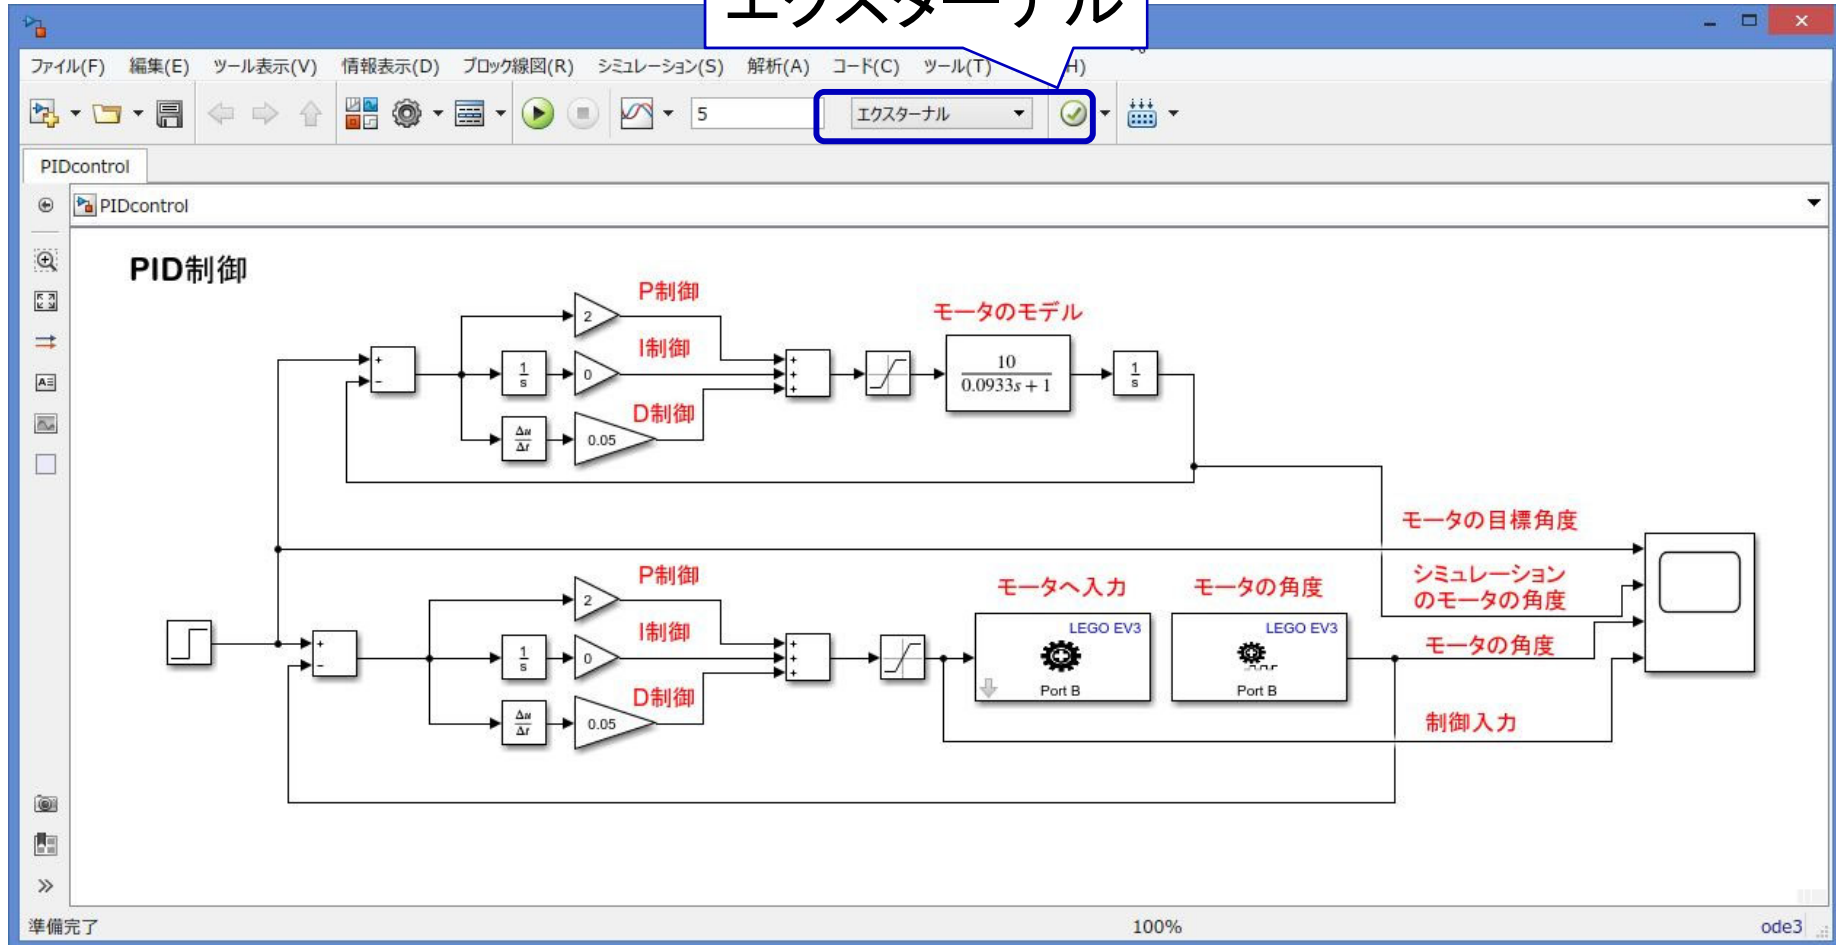 エクスターナル
ファイル(F) 編集(E) ツール表示(V) 情報表示(D) ブロック線図(R) シミュレーション(S) 解析(A) コード(C) ツール(T) H)
5 エクスターナル
PIDcontrol
PIDcontrol
PID制御
P制御
2
モータのモデル
I制御
1
s
0
+
-
+
+
+
10
0.0933s + 1
1
s
D制御
Δu
Δt
0.05
モータの目標角度
P制御
2
モータへ入力
モータの角度
シミュレーション
のモータの角度
I制御
1
s
0
+
-
+
+
+
LEGO EV3
Port B
LEGO EV3
Port B
モータの角度
D制御
Δu
Δt
0.05
制御入力
準備完了 100% ode3